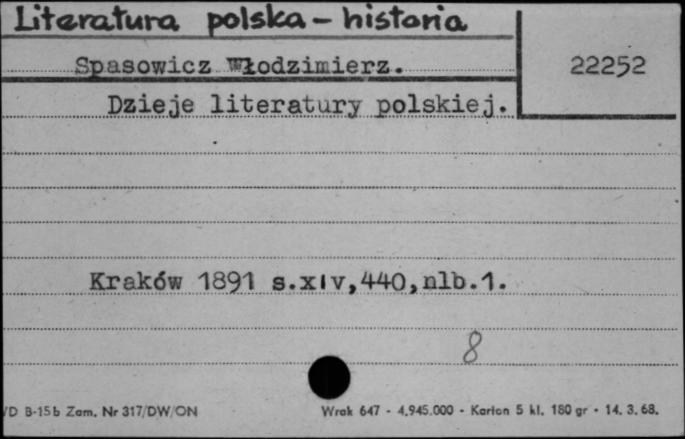 Literatura polska - historia
Spasowicz Włodzimierz.
22252
Dzieje literatury polskiej.
Kraków 1891 s.xiv,440,nlb.1.
8
/D B-15b Zam. Nr 317/DW/ON
Wrak 647 - 4.945.000 - Karton 5 kl. 180 gr - 14. 3. 68.